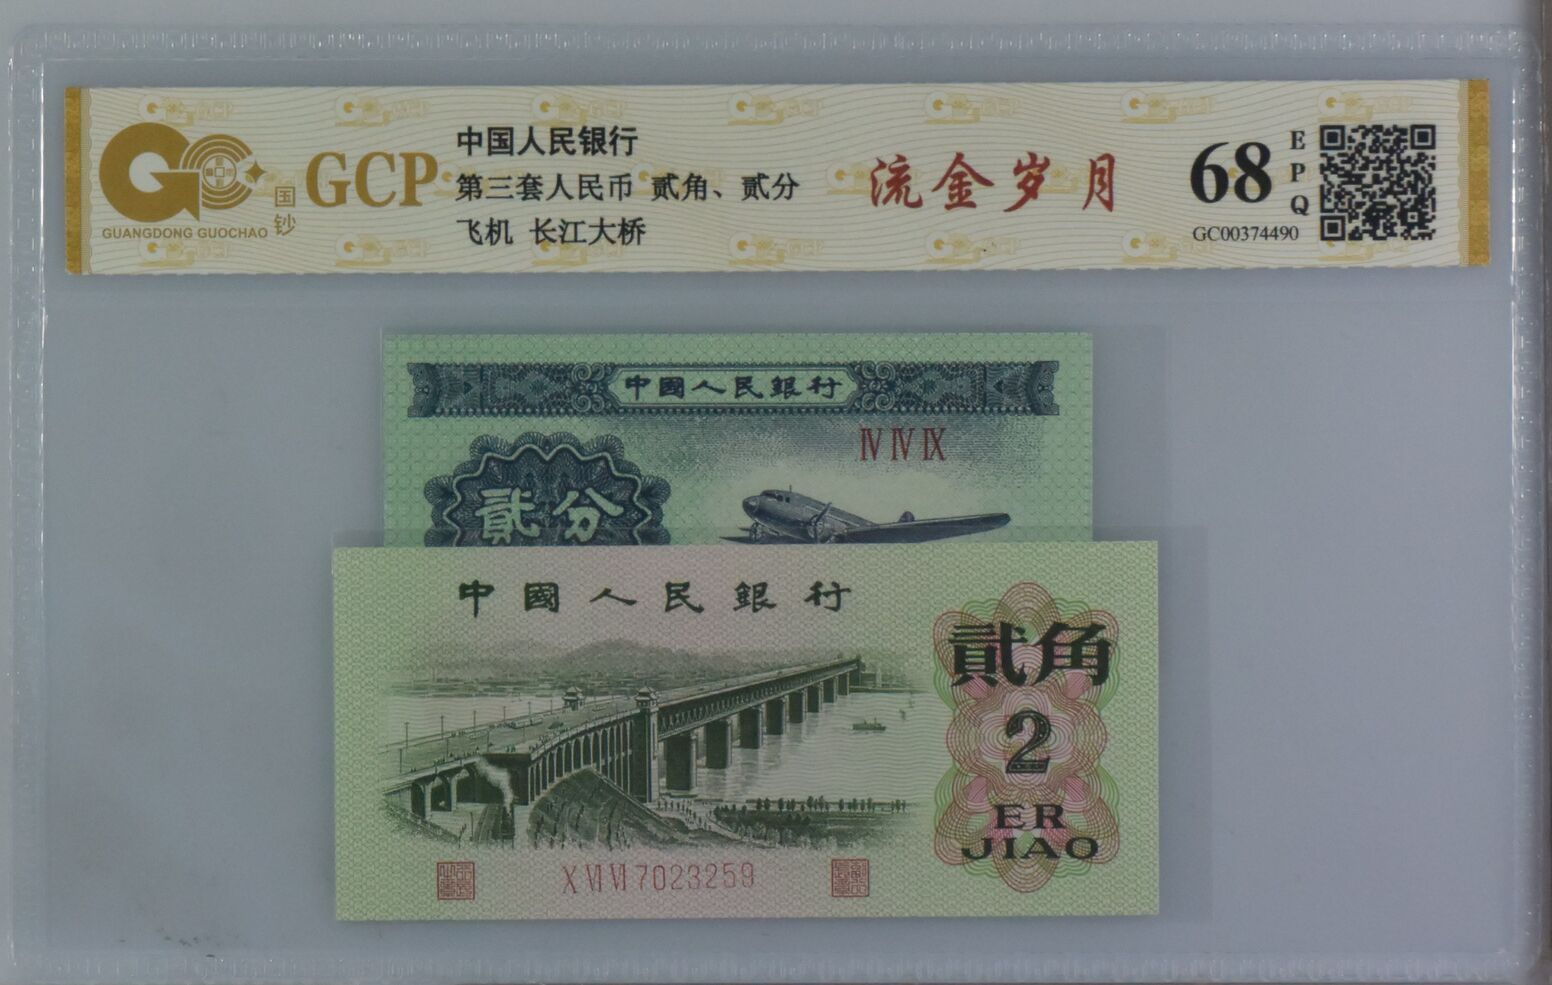 GUANGDONG GUOCHAO
国钞
GCP
中国人民银行
第三套人民币 贰角、贰分
飞机 长江大桥
流金岁月
68
EPQ
GC00374490
中國人民銀行
ⅣⅣⅨ
貳分
中國人民銀行
貳角
2
ER
JIAO
ⅩⅥⅥ7023259